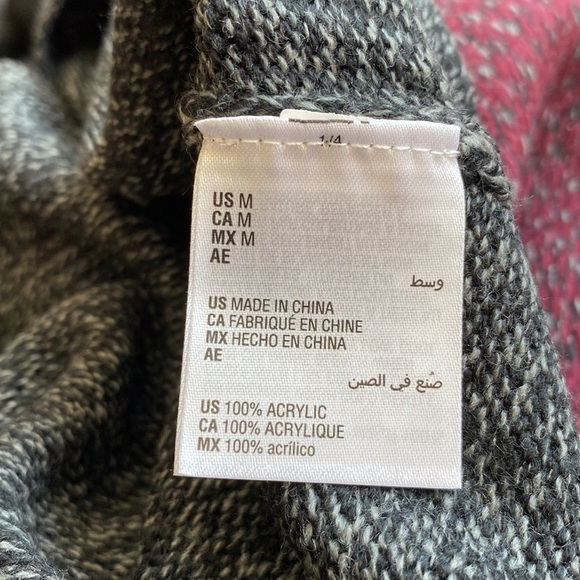 1/4
US M
CA M
MX M
AE
وسط
US MADE IN CHINA
CA FABRIQUÉ EN CHINE
MX HECHO EN CHINA
AE
صُنع في الصين
US 100% ACRYLIC
CA 100% ACRYLIQUE
MX 100% acrílico